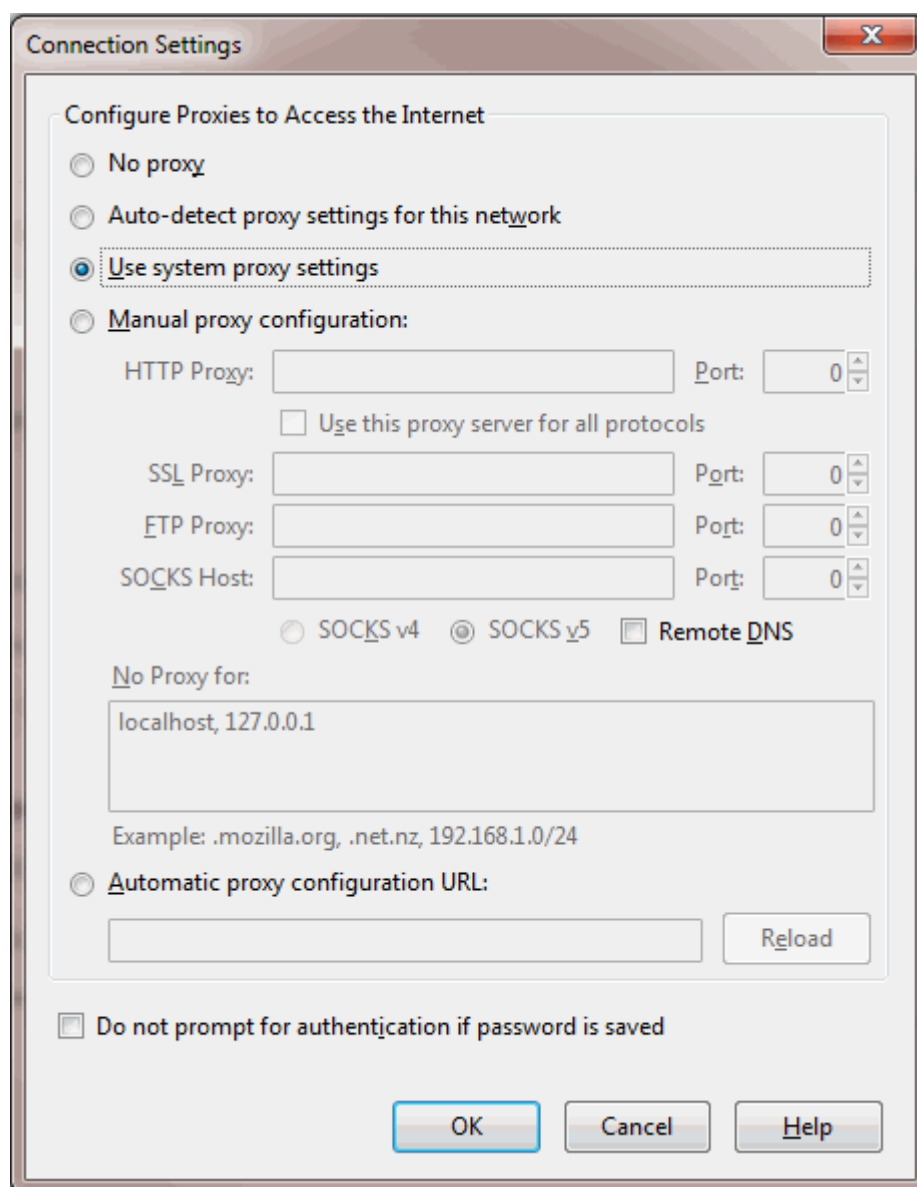 Connection Settings
Configure Proxies to Access the Internet
No proxy
Auto-detect proxy settings for this network
Use system proxy settings
Manual proxy configuration:
HTTP Proxy: Port: 0
Use this proxy server for all protocols
SSL Proxy: Port: 0
FTP Proxy: Port: 0
SOCKS Host: Port: 0
SOCKS v4 SOCKS v5 Remote DNS
No Proxy for:
localhost, 127.0.0.1
Example: .mozilla.org, .net.nz, 192.168.1.0/24
Automatic proxy configuration URL:
Reload
Do not prompt for authentication if password is saved
OK Cancel Help